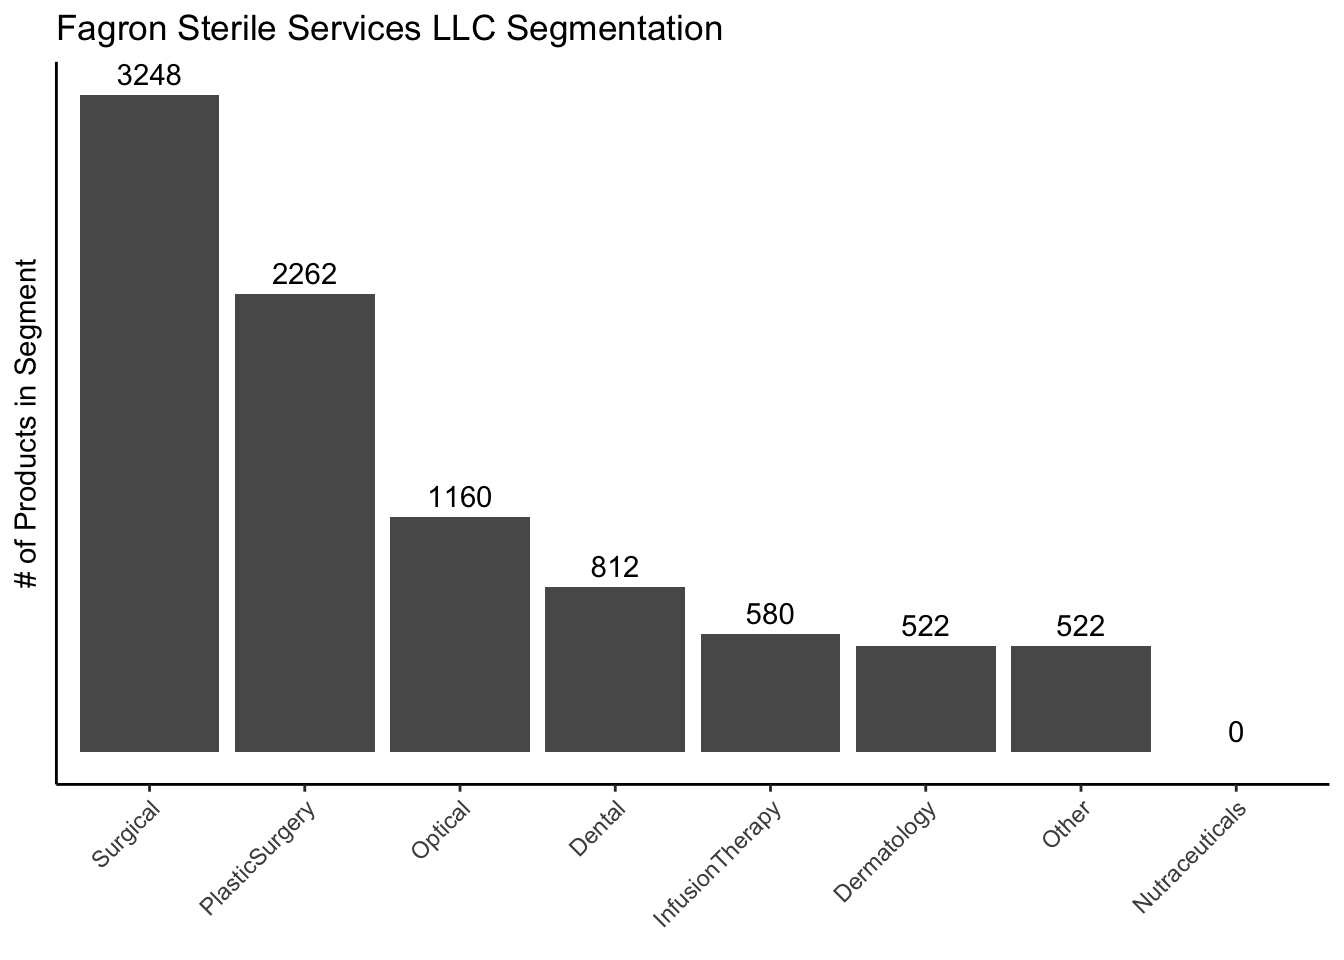 Fagron Sterile Services LLC Segmentation
# of Products in Segment
3248
2262
1160
812
580
522
522
0
Surgical
PlasticSurgery
Optical
Dental
InfusionTherapy
Dermatology
Other
Nutraceuticals